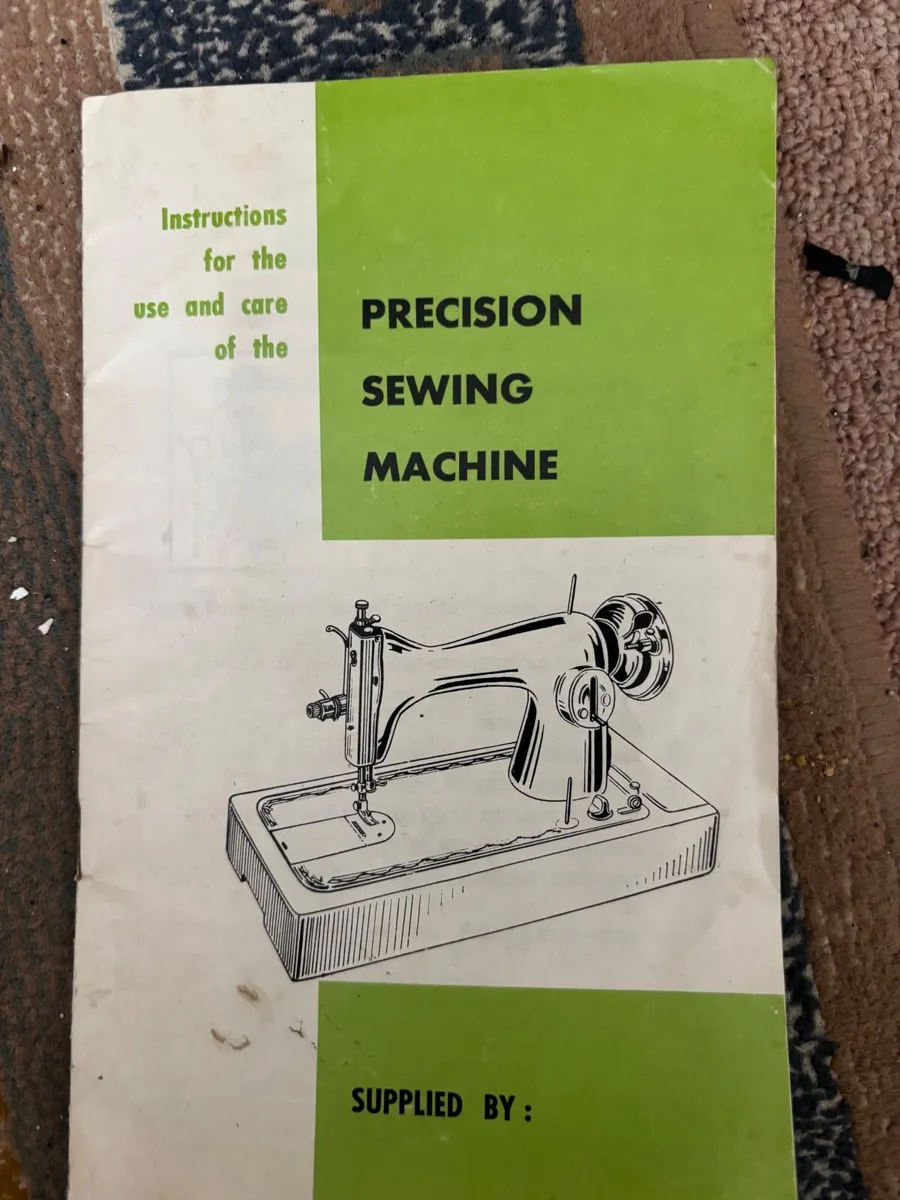 Instructions
for the
use and care
of the
PRECISION
SEWING
MACHINE
SUPPLIED BY :